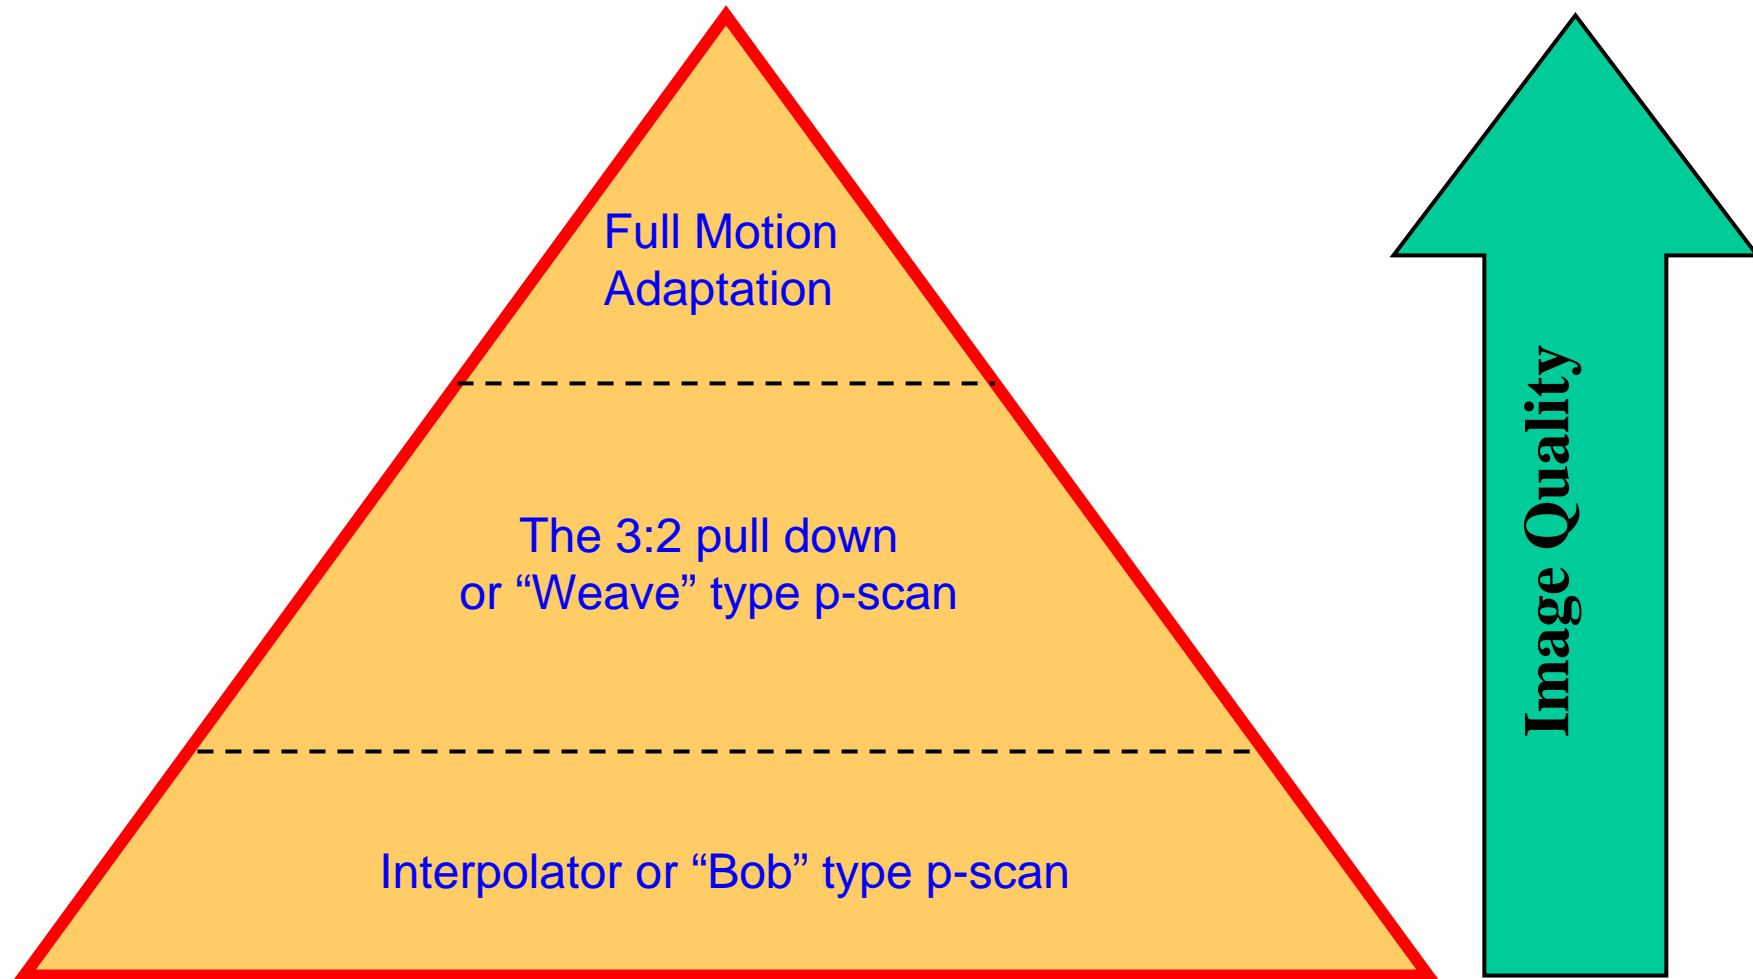 Full Motion
Adaptation
The 3:2 pull down
or “Weave” type p-scan
Interpolator or “Bob” type p-scan
Image Quality